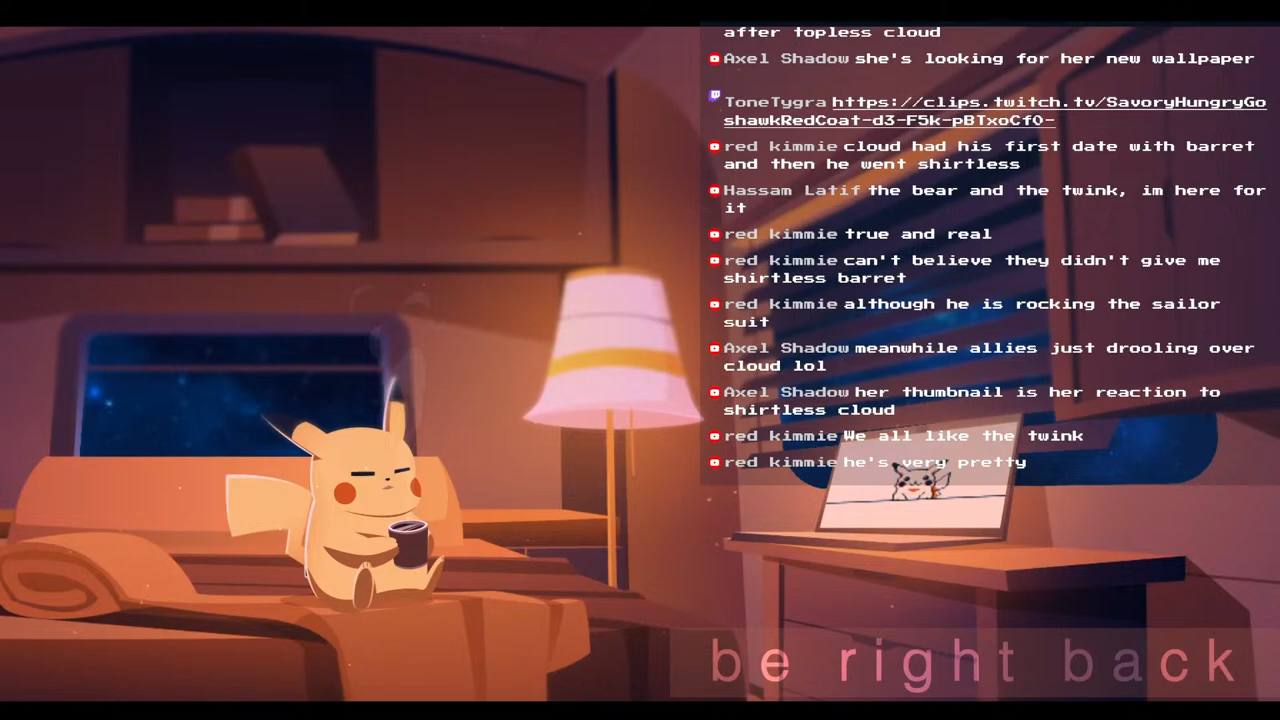 after topless cloud
Axel Shadow she's looking for her new wallpaper
ToneTygra https://clips.twitch.tv/SavoryHungryGo
shawkRedCoat-d3-F5k-pBTxoCfO-
red kimmie cloud had his first date with barret
and then he went shirtless
Hassam Latif the bear and the twink, im here for
it
red kimmie true and real
red kimmie can't believe they didn't give me
shirtless barret
red kimmie although he is rocking the sailor
suit
Axel Shadow meanwhile allies just drooling over
cloud lol
Axel Shadow her thumbnail is her reaction to
shirtless cloud
red kimmie We all like the twink
red kimmie he's very pretty
be right back